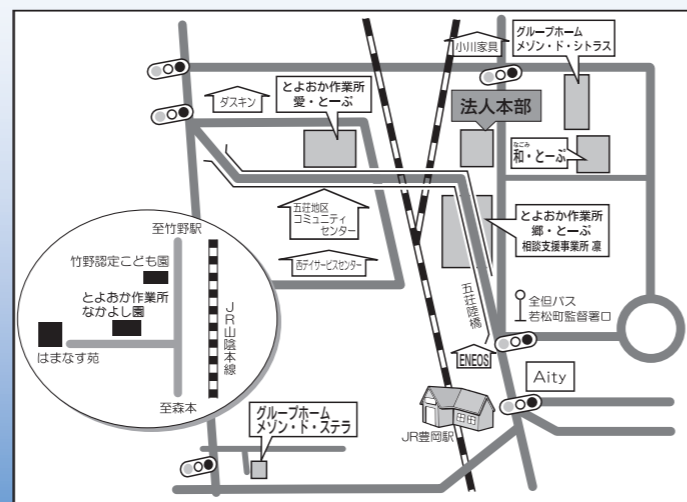 小川家具
グループホーム
メゾン・ド・シトラス
ダスキン
とよおか作業所
愛・とーぷ
法人本部
なごみ
和・とーぷ
五荘地区
コミュニティ
センター
とよおか作業所
郷・とーぷ
相談支援事業所 凛
西デイサービスセンター
五荘陸橋
全但バス
若松町監督署口
ENEOS
Aity
JR豊岡駅
至竹野駅
竹野認定こども園
とよおか作業所
なかよし園
はまなす苑
JR山陰本線
至森本
グループホーム
メゾン・ド・ステラ